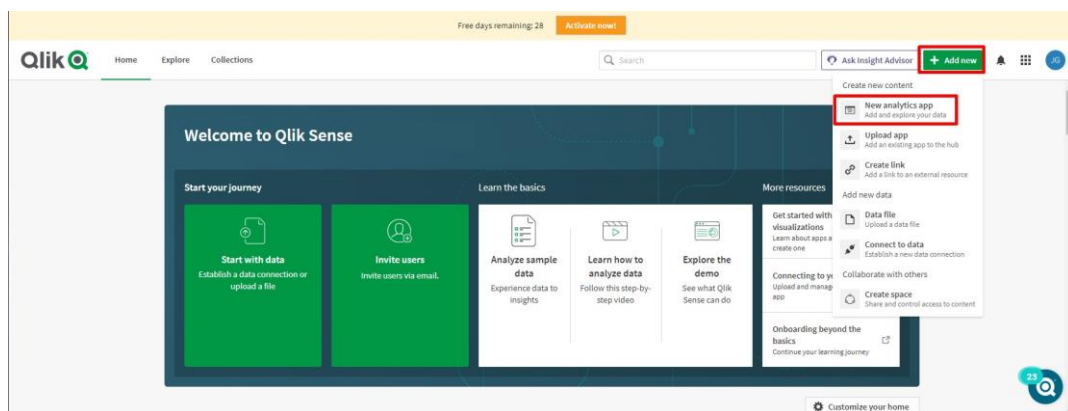 Free days remaining: 28 Activate now!
Qlik Home Explore Collections Search Ask Insight Advisor + Add new JG
Create new content
New analytics app
Add and explore your data
Upload app
Add an existing app to the hub
Create link
Add a link to an external resource
Add new data
Data file
Upload a data file
Connect to data
Establish a new data connection
Collaborate with others
Create space
Share and control access to content
Welcome to Qlik Sense
Start your journey
Start with data
Establish a data connection or
upload a file
Invite users
Invite users via email.
Learn the basics
Analyze sample
data
Experience data to
insights
Learn how to
analyze data
Follow this step-by-
step video
Explore the
demo
See what Qlik
Sense can do
More resources
Get started with
visualizations
Learn about apps a
create one
Connecting to y
Upload and manag
app
Onboarding beyond the
basics
Continue your learning journey
23
Customize your home